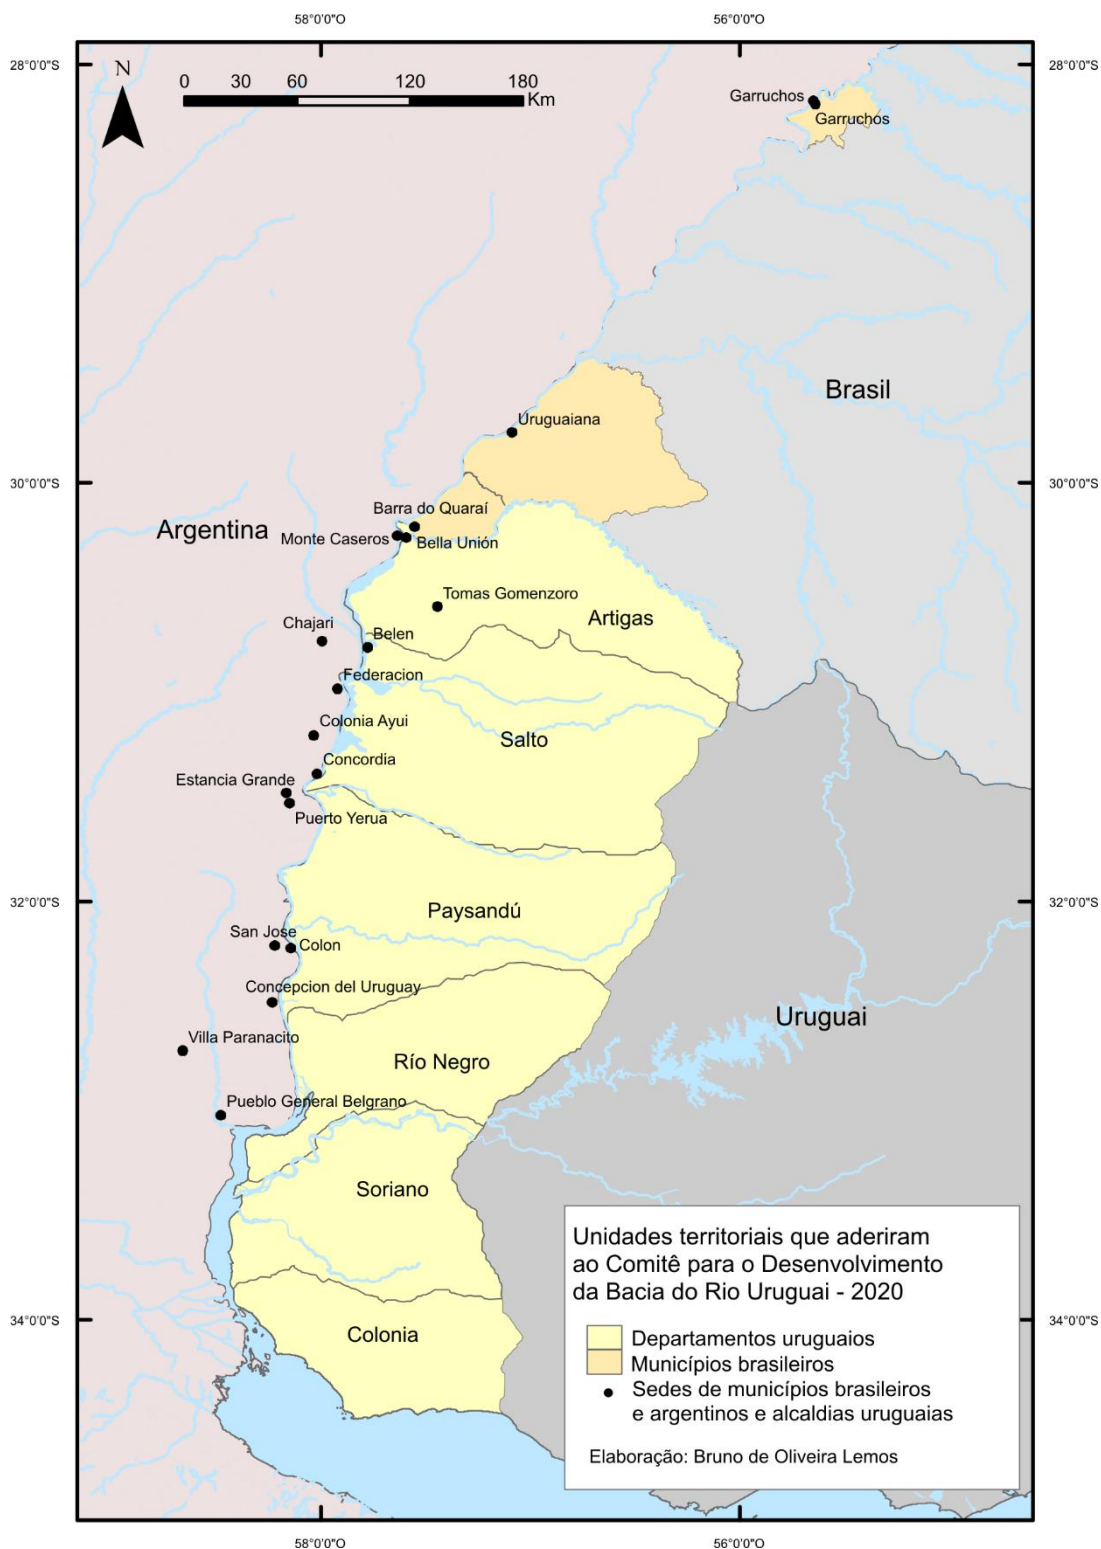 58°0'0"O
56°0'0"O
28°0'0"S
28°0'0"S
N
0
30
60
120
180
Km
Garruchos
Garruchos
Brasil
Uruguaiana
30°0'0"S
30°0'0"S
Argentina
Barra do Quaraí
Monte Caseros
Bella Unión
Tomas Gomenzoro
Artigas
Chajari
Belen
Federacion
Colonia Ayui
Salto
Concordia
Estancia Grande
Puerto Yerua
32°0'0"S
32°0'0"S
Paysandú
San Jose
Colon
Concepcion del Uruguay
Uruguai
Villa Paranacito
Río Negro
Pueblo General Belgrano
Soriano
Colonia
34°0'0"S
34°0'0"S
Unidades territoriais que aderiram
ao Comitê para o Desenvolvimento
da Bacia do Rio Uruguai - 2020
Departamentos uruguaios
Municípios brasileiros
Sedes de municípios brasileiros
e argentinos e alcaldias uruguaias
Elaboração: Bruno de Oliveira Lemos
58°0'0"O
56°0'0"O